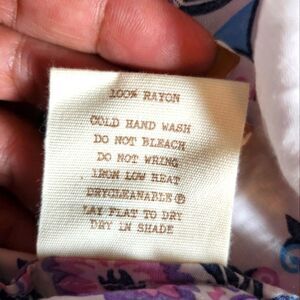 100% RAYON
COLD HAND WASH
DO NOT BLEACH
DO NOT WRING
IRON LOW HEAT
DRYCLEANABLE Ⓟ
LAY FLAT TO DRY
DRY IN SHADE